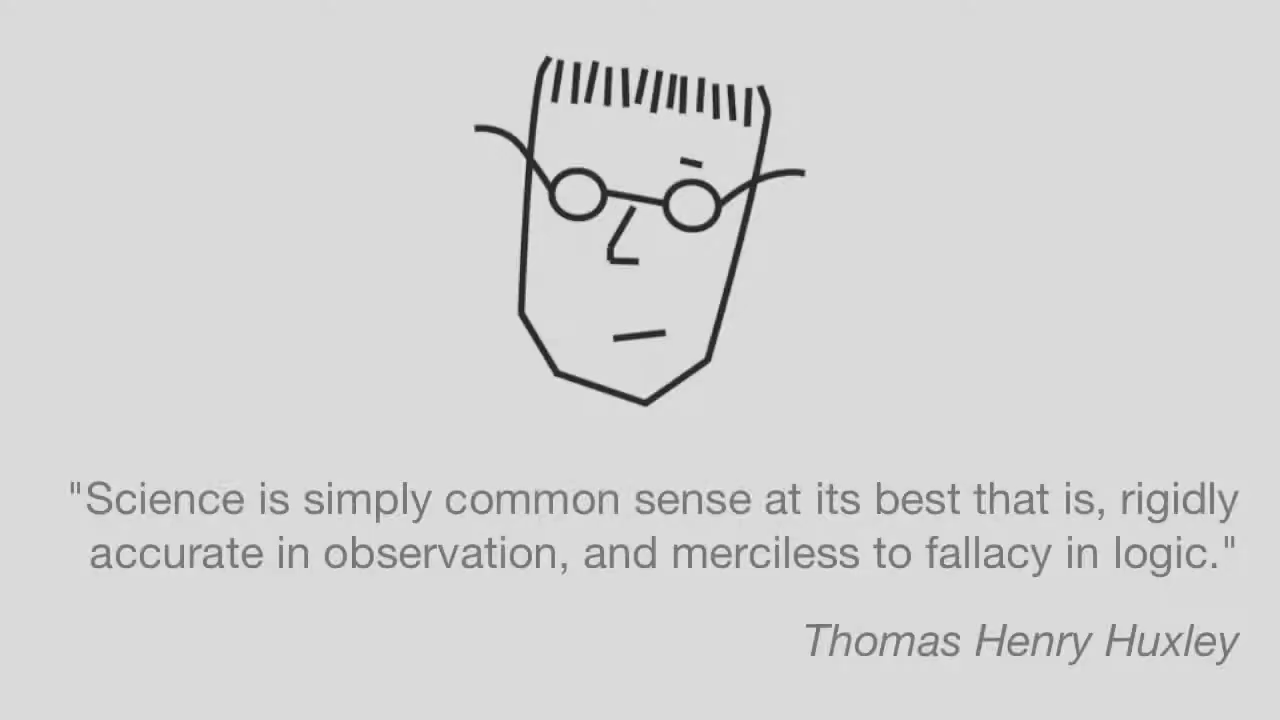 "Science is simply common sense at its best that is, rigidly
accurate in observation, and merciless to fallacy in logic."
Thomas Henry Huxley